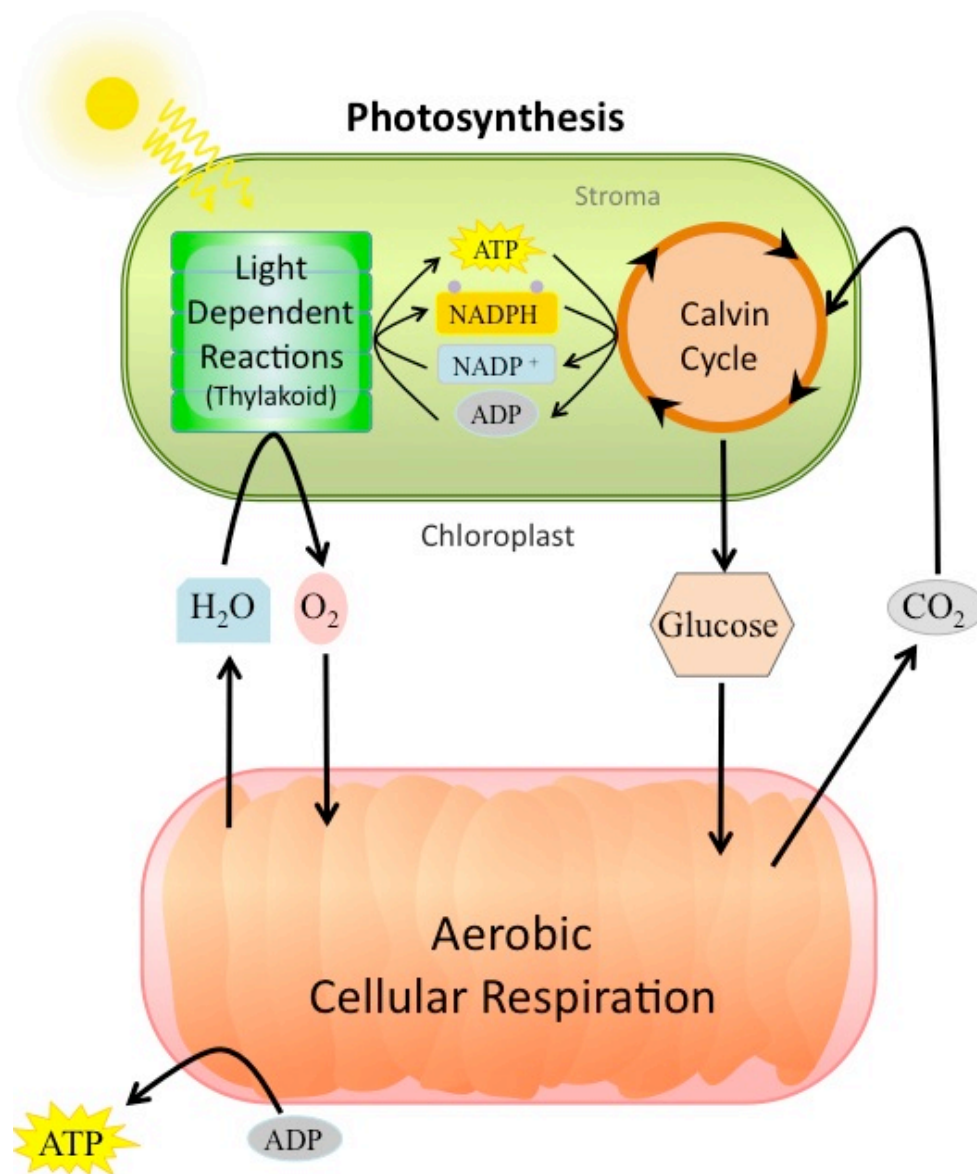 Photosynthesis
Stroma
Light
Dependent
Reactions
(Thylakoid)
ATP
NADPH
NADP⁺
ADP
Calvin
Cycle
Chloroplast
H₂O
O₂
Glucose
CO₂
Aerobic
Cellular Respiration
ATP
ADP